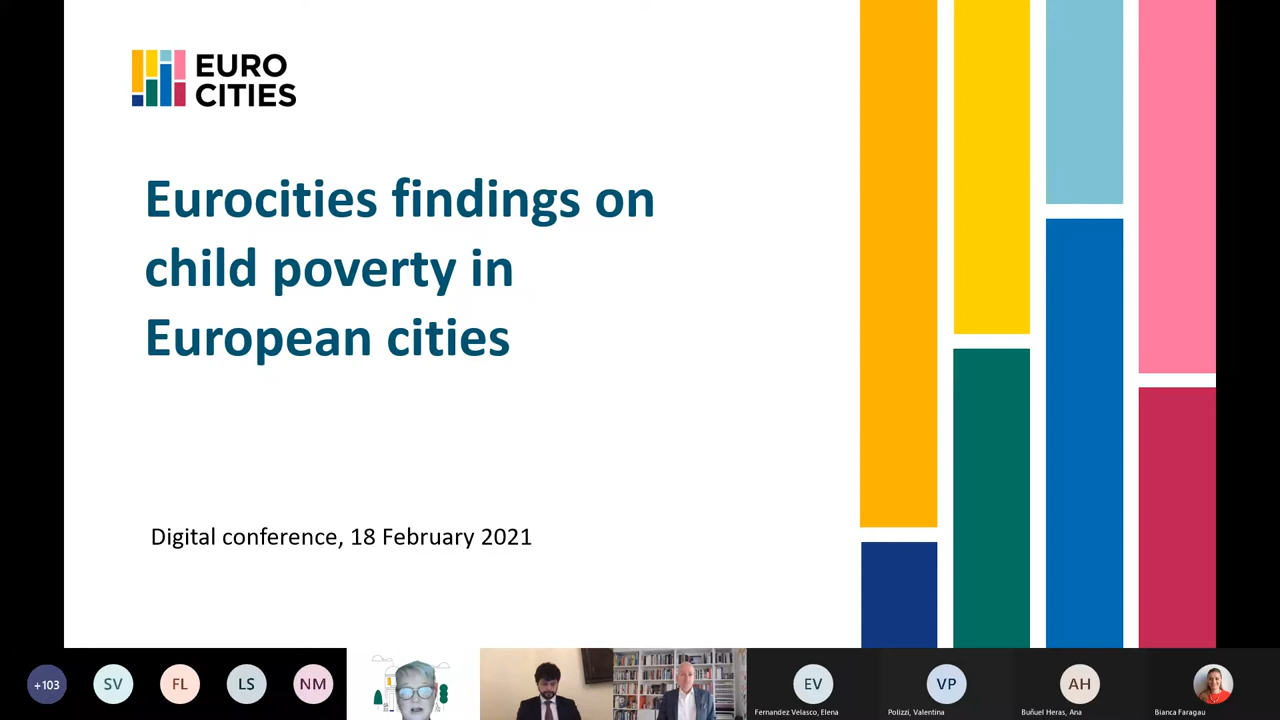 EURO
CITIES
Eurocities findings on
child poverty in
European cities
Digital conference, 18 February 2021
+103
SV
FL
LS
NM
EV
VP
AH
Fernandez Velasco, Elena
Polizzi, Valentina
Buñuel Heras, Ana
Bianca Faragau